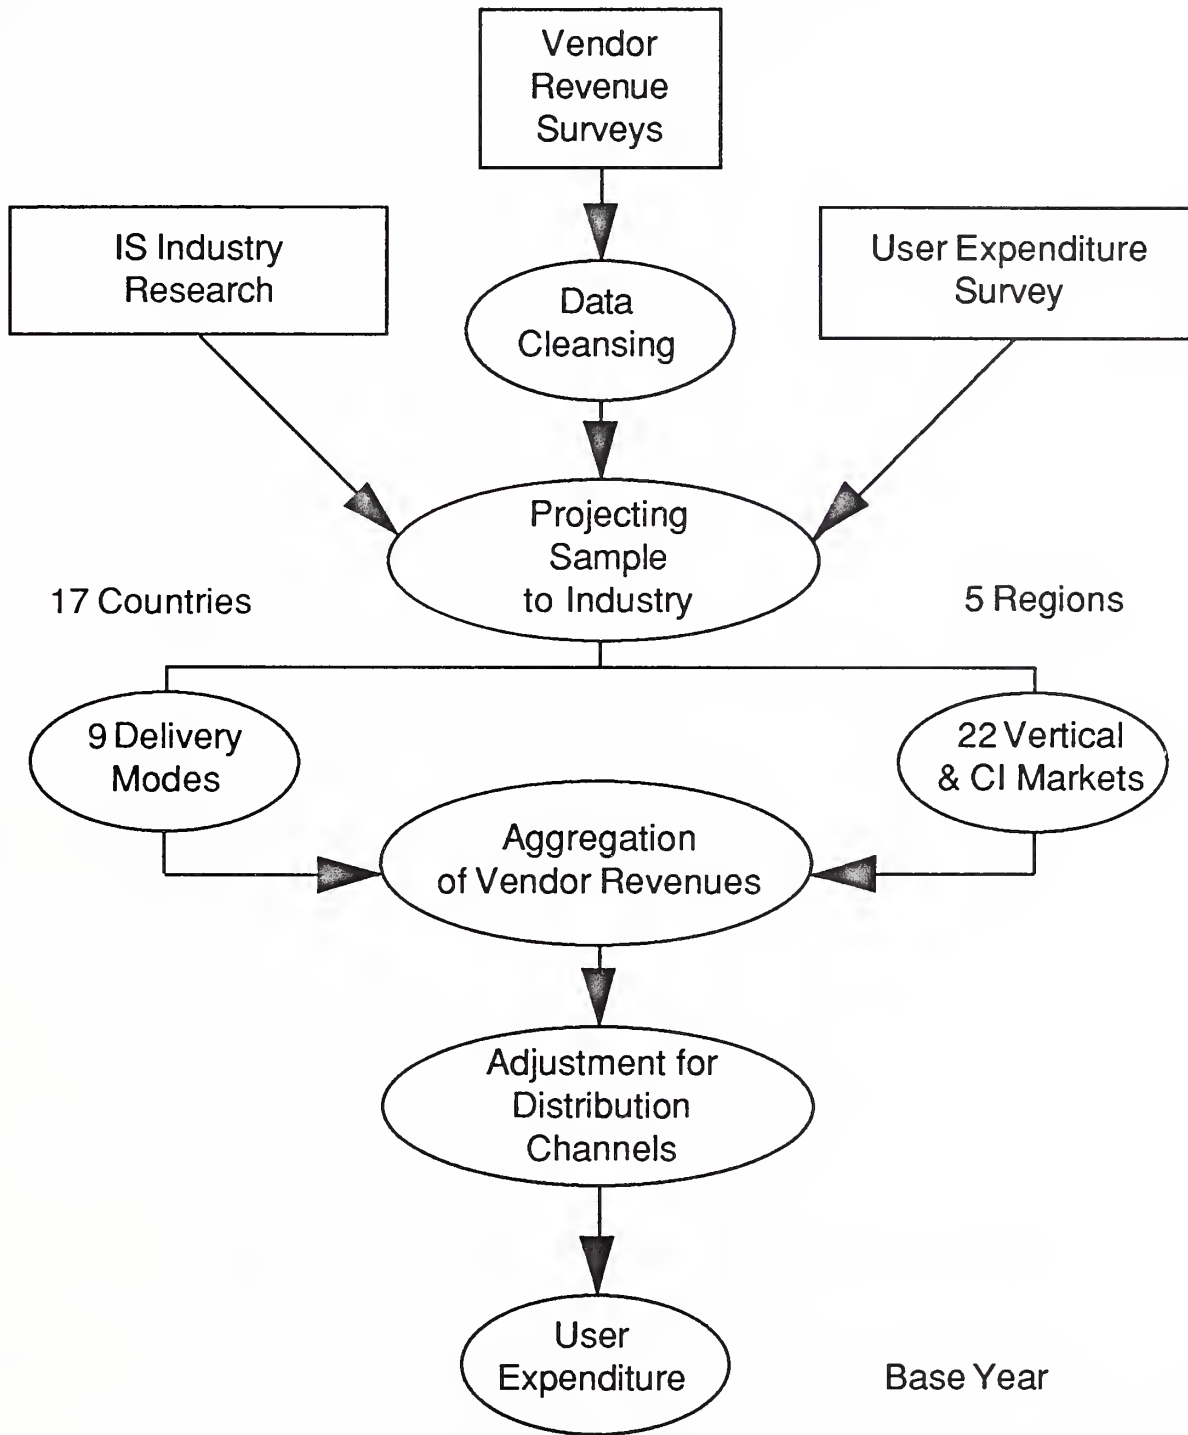 Vendor
Revenue
Surveys
IS Industry
Research
User Expenditure
Survey
Data
Cleansing
Projecting
Sample
to Industry
17 Countries
5 Regions
9 Delivery
Modes
22 Vertical
& CI Markets
Aggregation
of Vendor Revenues
Adjustment for
Distribution
Channels
User
Expenditure
Base Year